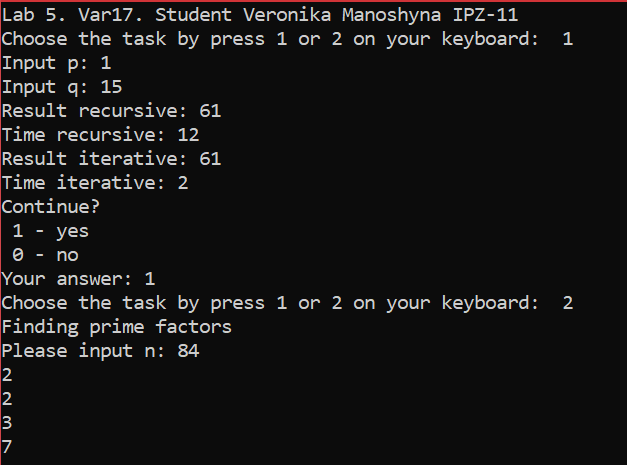 Lab 5. Var17. Student Veronika Manoshyna IPZ-11
Choose the task by press 1 or 2 on your keyboard:  1
Input p: 1
Input q: 15
Result recursive: 61
Time recursive: 12
Result iterative: 61
Time iterative: 2
Continue?
 1 - yes
 0 - no
Your answer: 1
Choose the task by press 1 or 2 on your keyboard:  2
Finding prime factors
Please input n: 84
2
2
3
7